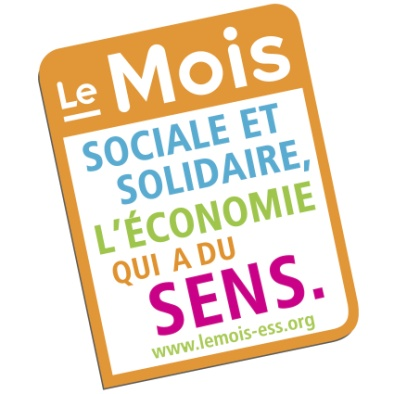 Le Mois
SOCIALE ET
SOLIDAIRE,
L'ÉCONOMIE
QUI A DU
SENS.
www.lemois-ess.org